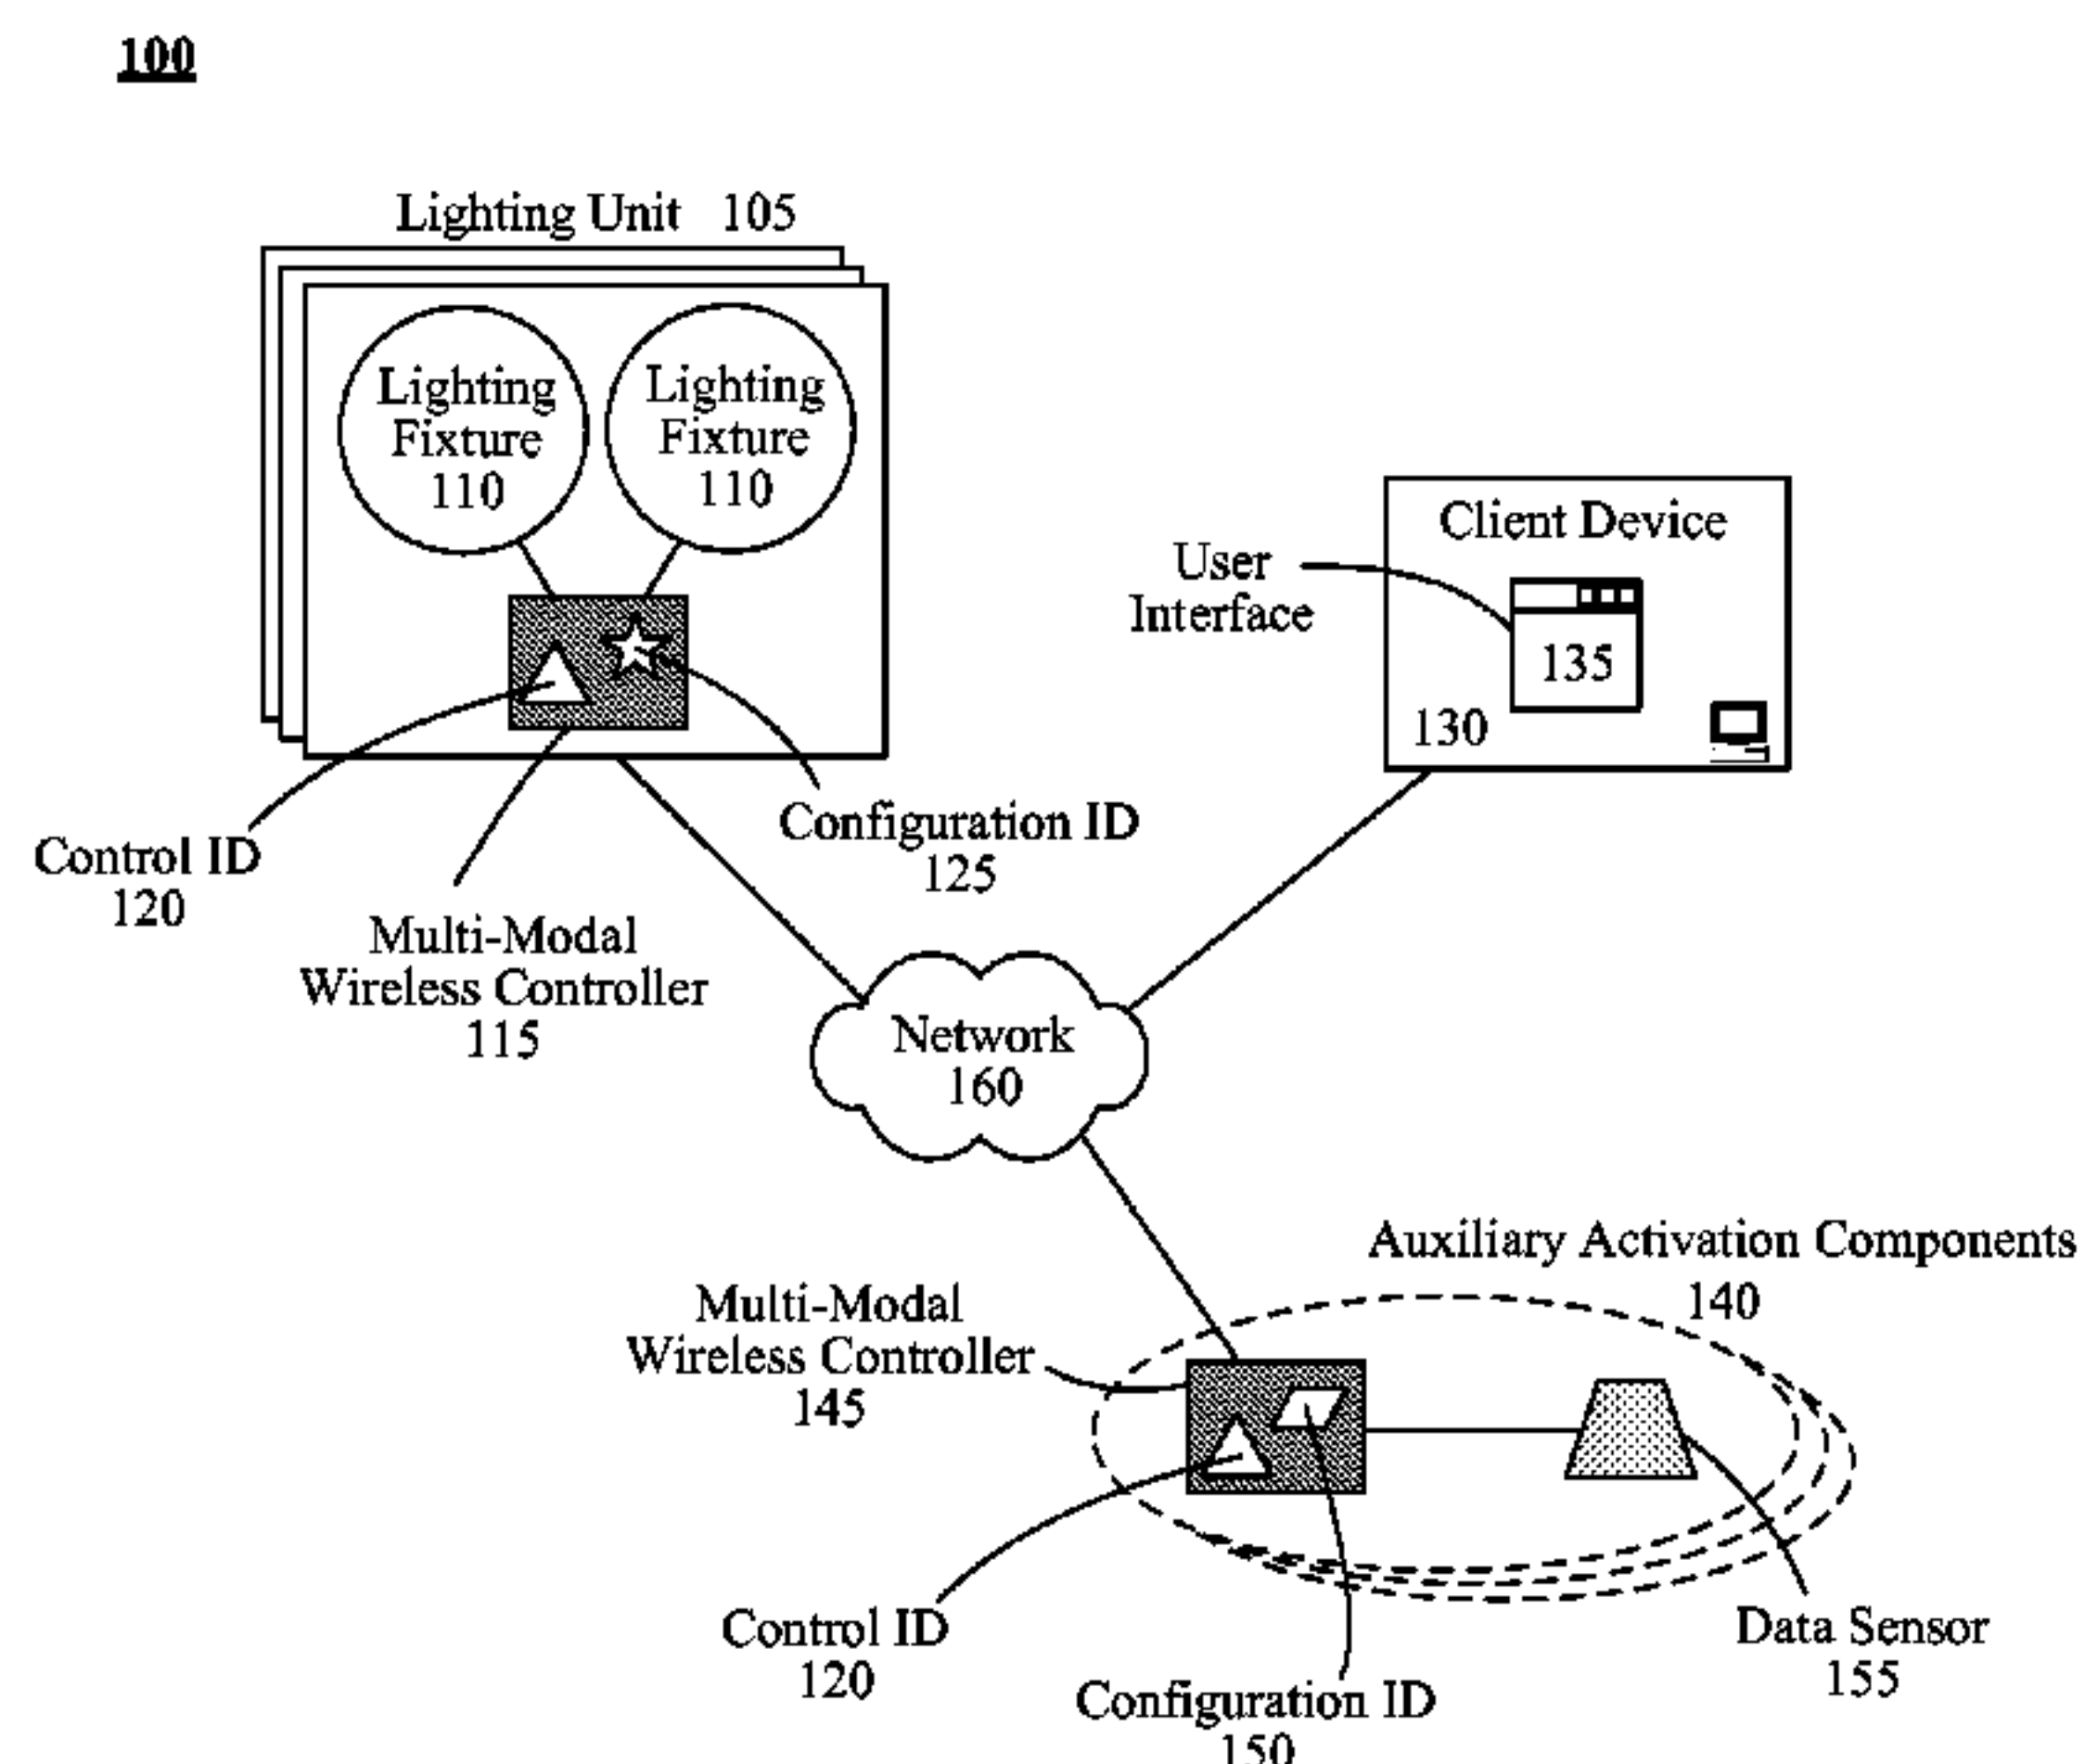 100
Lighting Unit 105
Lighting
Fixture
110
Lighting
Fixture
110
Control ID
120
Multi-Modal
Wireless Controller
115
Configuration ID
125
Client Device
User
Interface
135
130
Network
160
Auxiliary Activation Components
140
Multi-Modal
Wireless Controller
145
Control ID
120
Configuration ID
150
Data Sensor
155